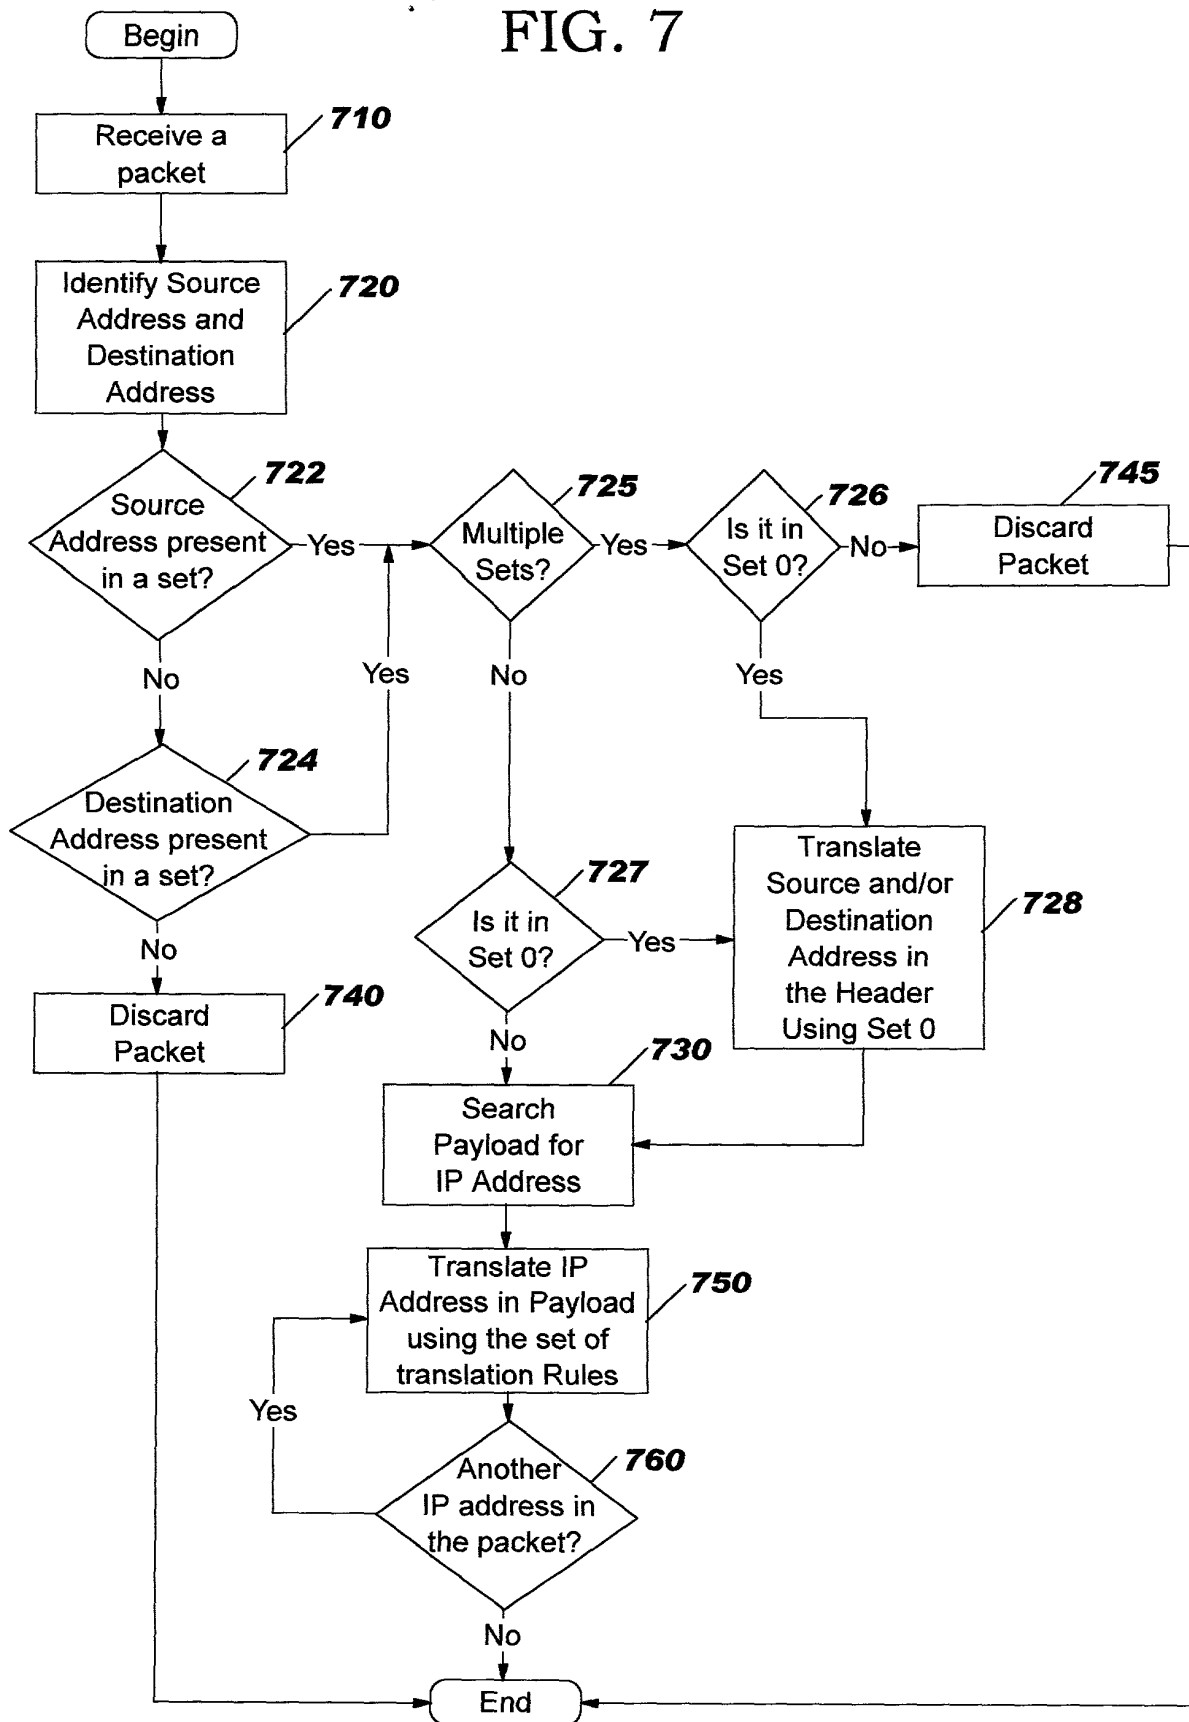 FIG. 7
Begin
710
Receive a
packet
720
Identify Source
Address and
Destination
Address
722
Source
Address present
in a set?
Yes
725
Multiple
Sets?
Yes
726
Is it in
Set 0?
No
745
Discard
Packet
No
Yes
No
Yes
724
Destination
Address present
in a set?
727
Is it in
Set 0?
Yes
728
Translate
Source and/or
Destination
Address in
the Header
Using Set 0
No
740
Discard
Packet
No
730
Search
Payload for
IP Address
750
Translate IP
Address in Payload
using the set of
translation Rules
Yes
760
Another
IP address in
the packet?
No
End